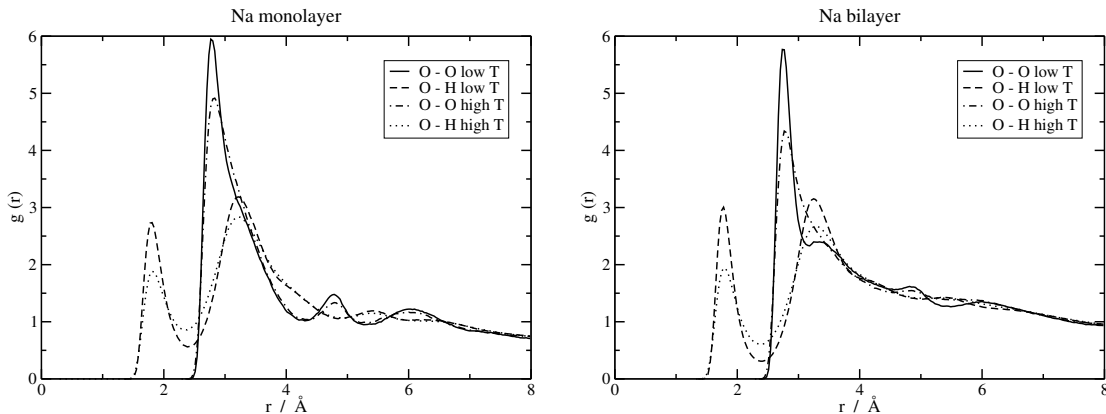 Na monolayer
6
5
4
3
2
1
0
g (r)
0
2
4
6
8
r / Å
O - O low T
O - H low T
O - O high T
O - H high T
Na bilayer
6
5
4
3
2
1
0
g (r)
0
2
4
6
8
r / Å
O - O low T
O - H low T
O - O high T
O - H high T